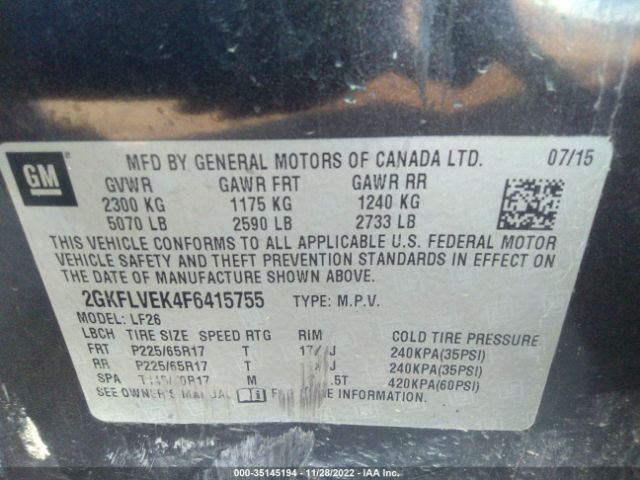 GM
MFD BY GENERAL MOTORS OF CANADA LTD. 07/15
GVWR GAWR FRT GAWR RR
2300 KG 1175 KG 1240 KG
5070 LB 2590 LB 2733 LB
THIS VEHICLE CONFORMS TO ALL APPLICABLE U.S. FEDERAL MOTOR
VEHICLE SAFETY AND THEFT PREVENTION STANDARDS IN EFFECT ON
THE DATE OF MANUFACTURE SHOWN ABOVE.
2GKFLVEK4F6415755 TYPE: M.P.V.
MODEL: LF26
LBCH TIRE SIZE SPEED RTG RIM COLD TIRE PRESSURE
FRT P225/65R17 T J 240KPA(35PSI)
RR P225/65R17 T J 240KPA(35PSI)
SPA M 420KPA(60PSI)
SEE OWNER'S MANUAL FOR MORE INFORMATION.
000-35145194 - 11/28/2022 - IAA Inc.